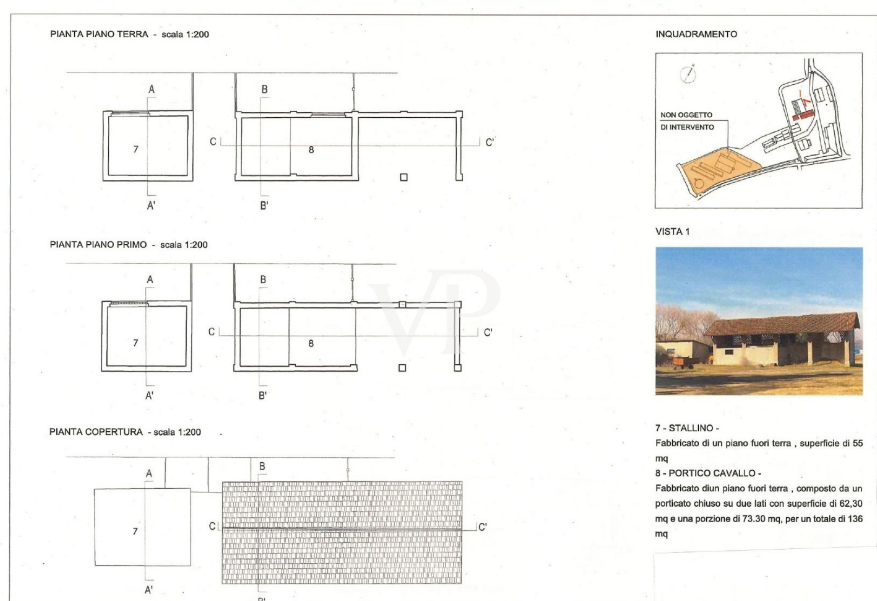 PIANTA PIANO TERRA - scala 1:200
A
B
7
C
8
C'
A'
B'
PIANTA PIANO PRIMO - scala 1:200
A
B
C
C'
7
8
A'
B'
VP
PIANTA COPERTURA - scala 1:200
A
B
7
C
C'
A'
B'
INQUADRAMENTO
NON OGGETTO
DI INTERVENTO
1
VISTA 1
7 - STALLINO -
Fabbricato di un piano fuori terra , superficie di 55
mq
8 - PORTICO CAVALLO -
Fabbricato diun piano fuori terra , composto da un
porticato chiuso su due lati con superficie di 62,30
mq e una porzione di 73.30 mq, per un totale di 136
mq